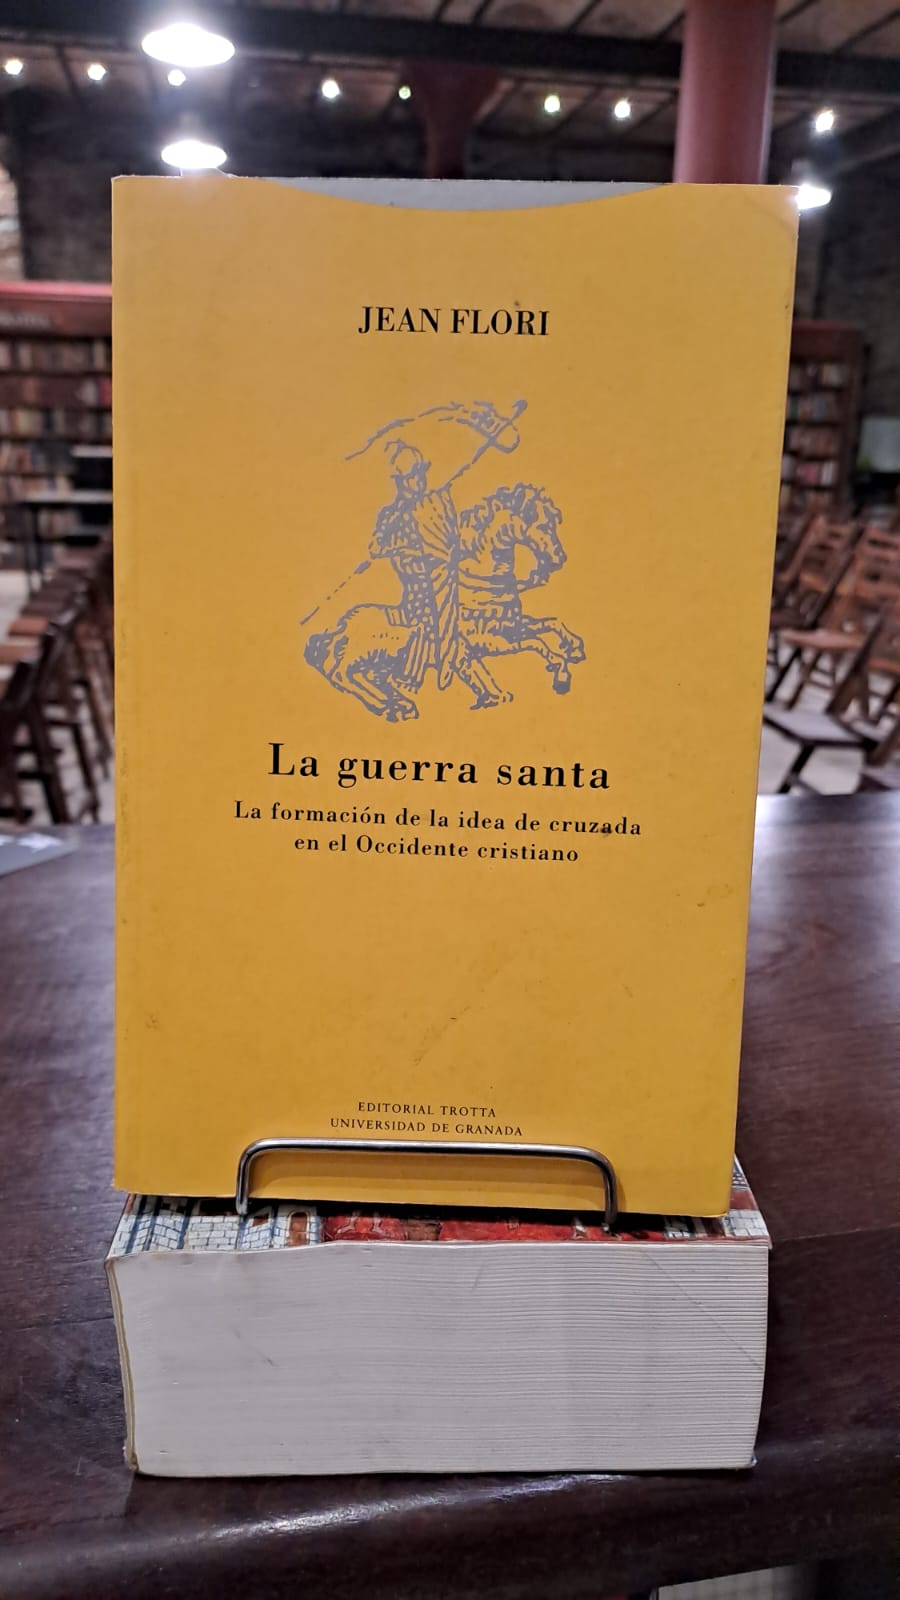 JEAN FLORI
La guerra santa
La formación de la idea de cruzada
en el Occidente cristiano
EDITORIAL TROTTA
UNIVERSIDAD DE GRANADA